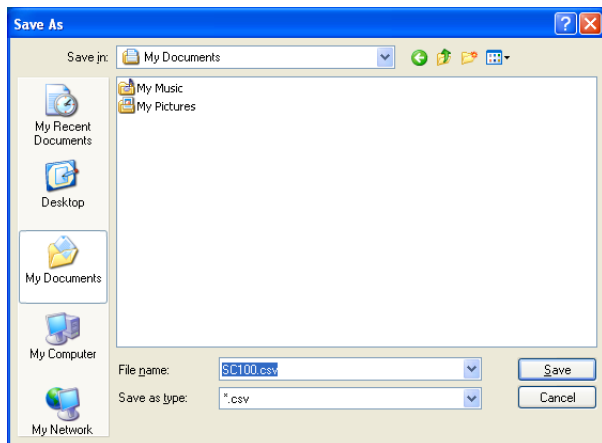 Save As
Save in:
My Documents
My Music
My Pictures
My Recent
Documents
Desktop
My Documents
My Computer
My Network
File name:
SC100.csv
Save
Save as type:
*.csv
Cancel